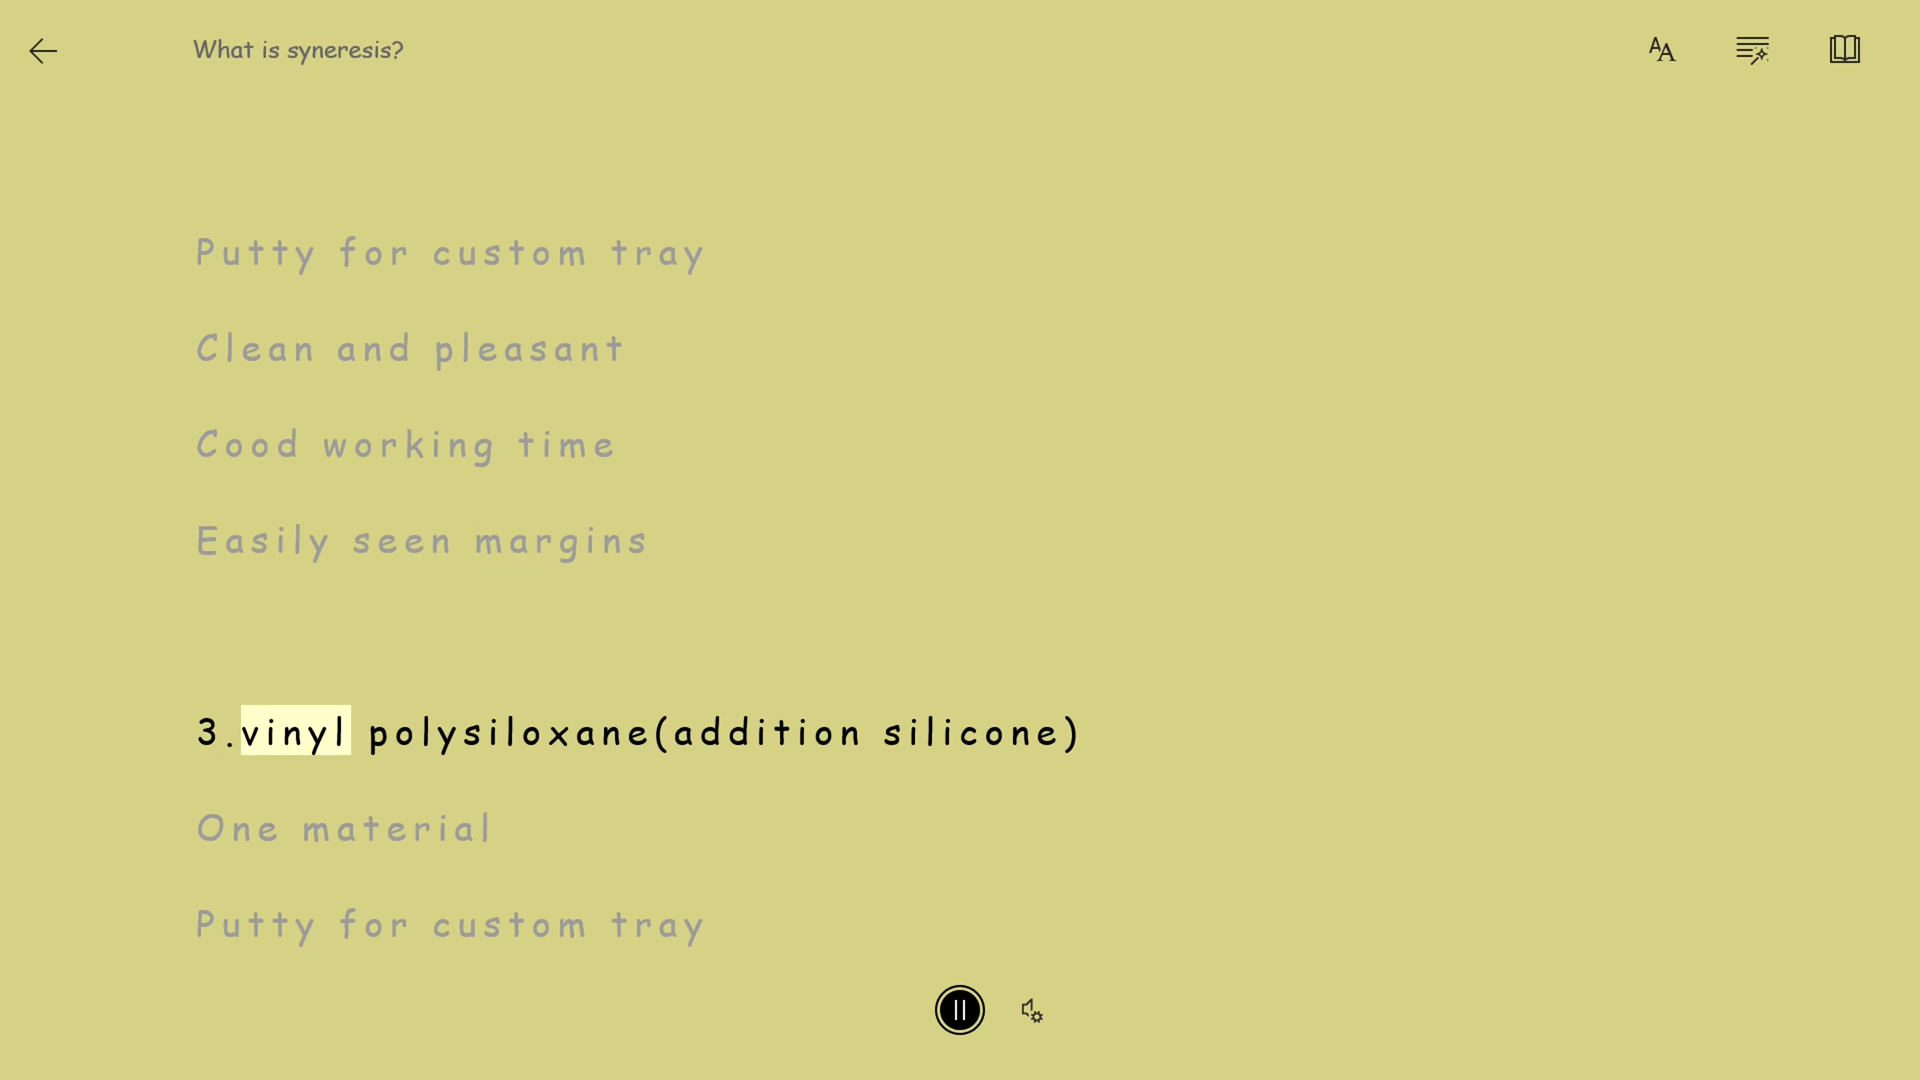 What is syneresis?
Putty for custom tray
Clean and pleasant
Cood working time
Easily seen margins
3.vinyl polysiloxane(addition silicone)
One material
Putty for custom tray